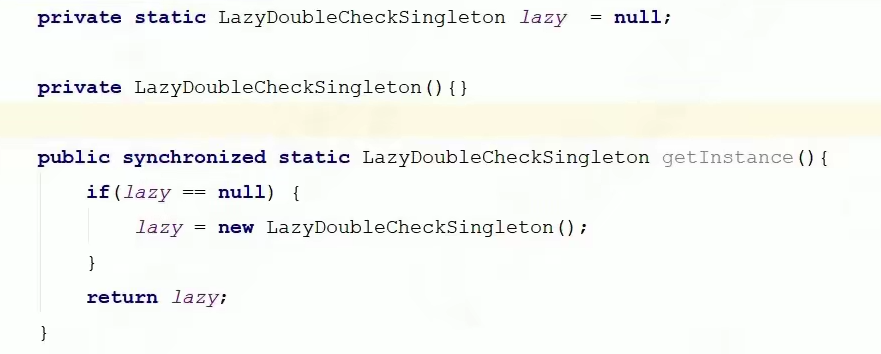 private static LazyDoubleCheckSingleton lazy  = null;
private LazyDoubleCheckSingleton(){}
public synchronized static LazyDoubleCheckSingleton getInstance(){
if(lazy == null) {
lazy = new LazyDoubleCheckSingleton();
}
return lazy;
}